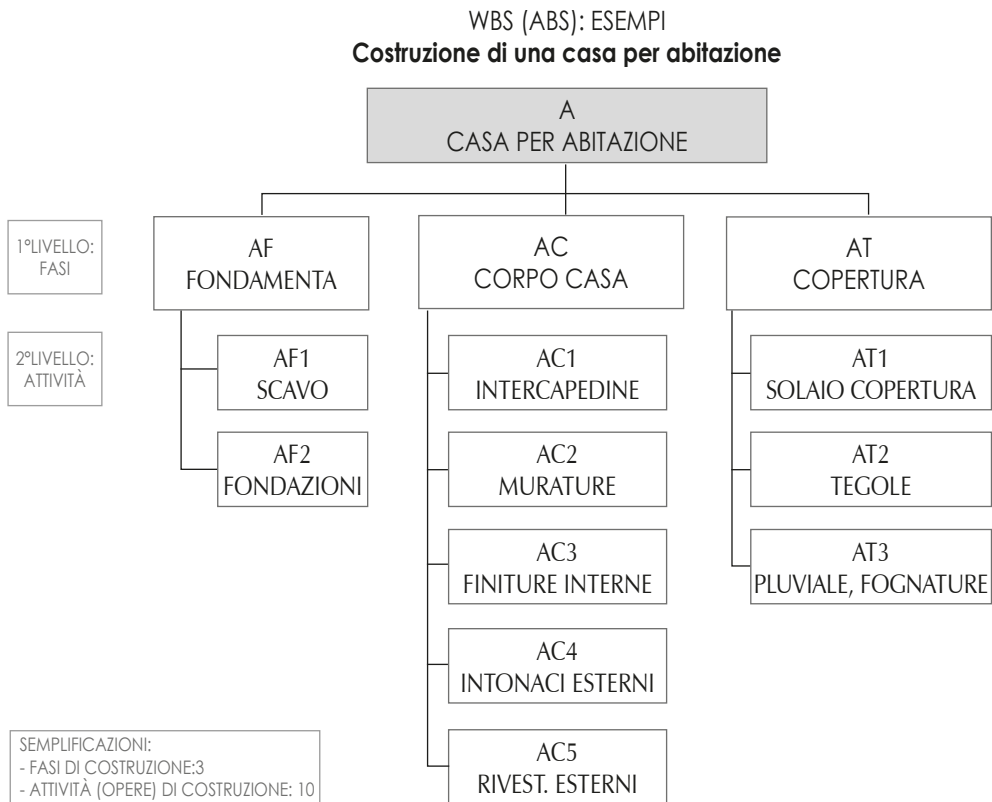 WBS (ABS): ESEMPI
Costruzione di una casa per abitazione
A
CASA PER ABITAZIONE
1°LIVELLO:
FASI
AF
FONDAMENTA
AC
CORPO CASA
AT
COPERTURA
2°LIVELLO:
ATTIVITÀ
AF1
SCAVO
AF2
FONDAZIONI
AC1
INTERCAPEDINE
AC2
MURATURE
AC3
FINITURE INTERNE
AC4
INTONACI ESTERNI
AC5
RIVEST. ESTERNI
AT1
SOLAIO COPERTURA
AT2
TEGOLE
AT3
PLUVIALE, FOGNATURE
SEMPLIFICAZIONI:
- FASI DI COSTRUZIONE:3
- ATTIVITÀ (OPERE) DI COSTRUZIONE: 10